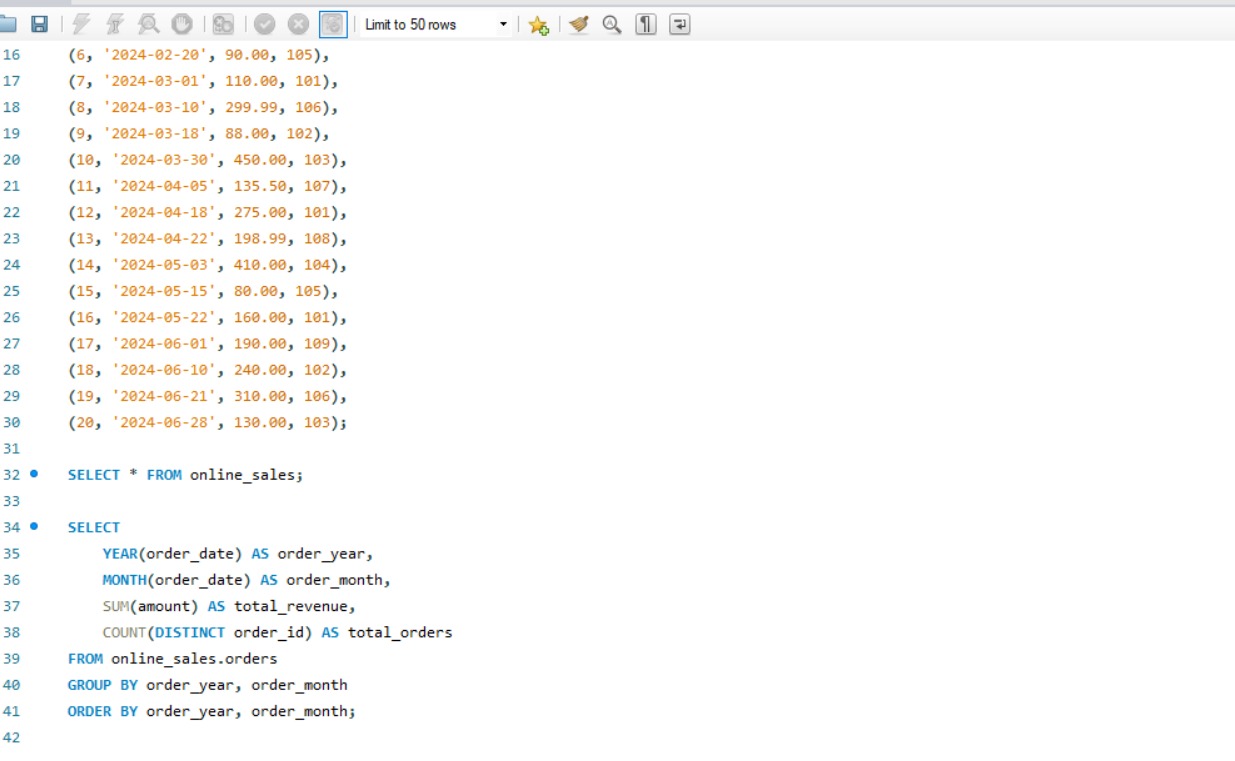 Limit to 50 rows
16 (6, '2024-02-20', 90.00, 105),
17 (7, '2024-03-01', 110.00, 101),
18 (8, '2024-03-10', 299.99, 106),
19 (9, '2024-03-18', 88.00, 102),
20 (10, '2024-03-30', 450.00, 103),
21 (11, '2024-04-05', 135.50, 107),
22 (12, '2024-04-18', 275.00, 101),
23 (13, '2024-04-22', 198.99, 108),
24 (14, '2024-05-03', 410.00, 104),
25 (15, '2024-05-15', 80.00, 105),
26 (16, '2024-05-22', 160.00, 101),
27 (17, '2024-06-01', 190.00, 109),
28 (18, '2024-06-10', 240.00, 102),
29 (19, '2024-06-21', 310.00, 106),
30 (20, '2024-06-28', 130.00, 103);
31
32 SELECT * FROM online_sales;
33
34 SELECT
35 YEAR(order_date) AS order_year,
36 MONTH(order_date) AS order_month,
37 SUM(amount) AS total_revenue,
38 COUNT(DISTINCT order_id) AS total_orders
39 FROM online_sales.orders
40 GROUP BY order_year, order_month
41 ORDER BY order_year, order_month;
42